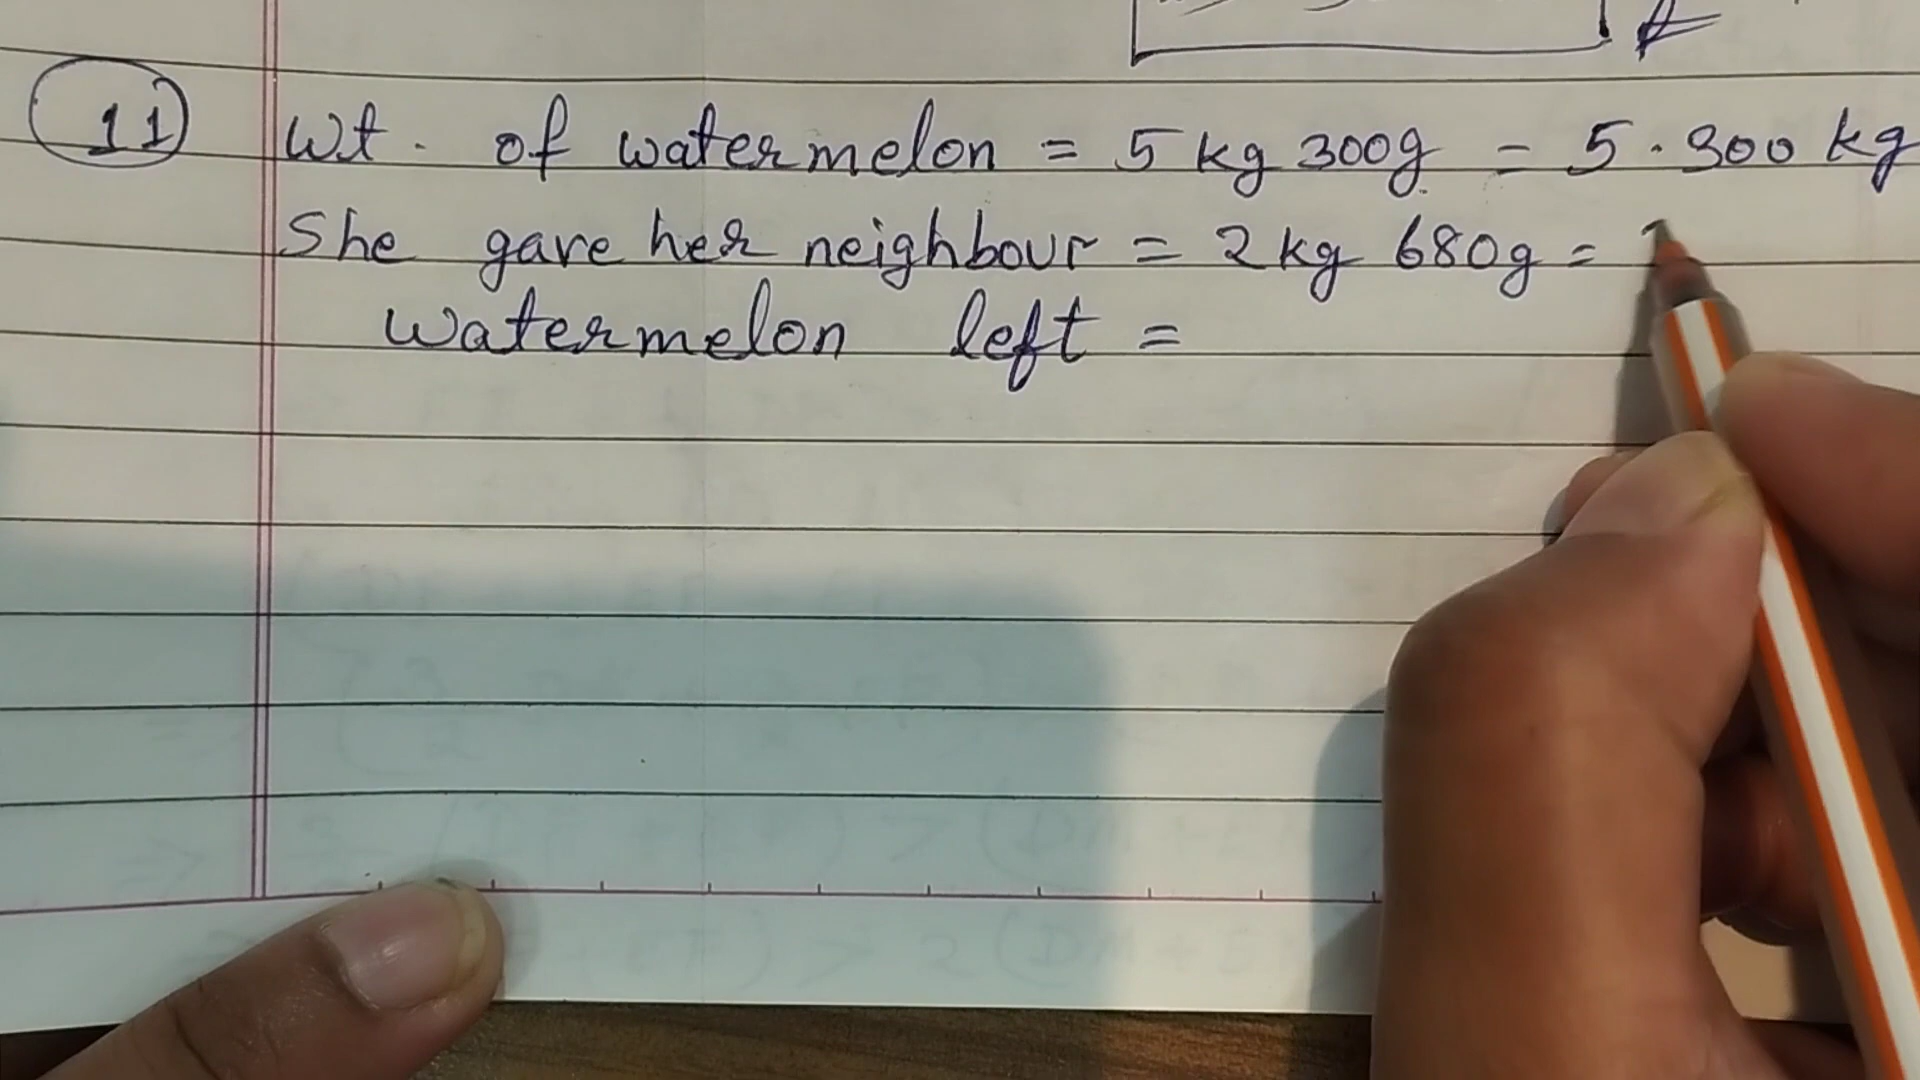 11 Wt. of watermelon = 5 kg 300g = 5.300 kg
She gave her neighbour = 2 kg 680g =
watermelon left =